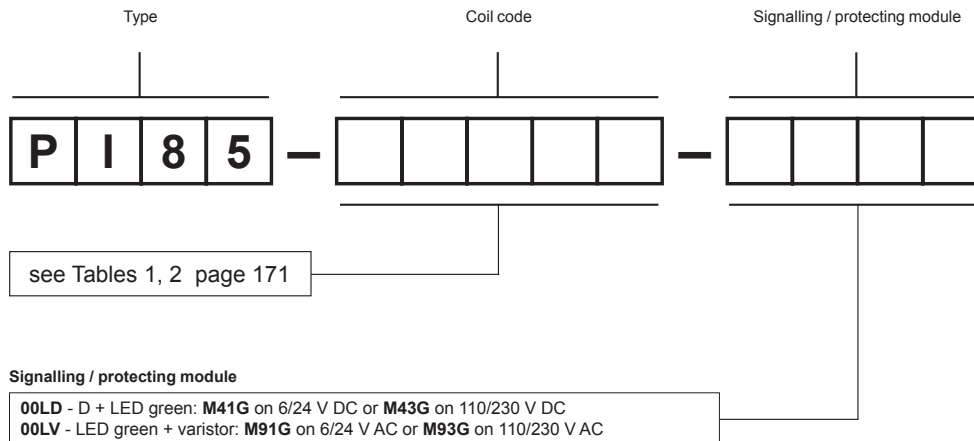 Type Coil code Signalling / protecting module
P I 8 5 – –
see Tables 1, 2 page 171
Signalling / protecting module
00LD - D + LED green: M41G on 6/24 V DC or M43G on 110/230 V DC
00LV - LED green + varistor: M91G on 6/24 V AC or M93G on 110/230 V AC